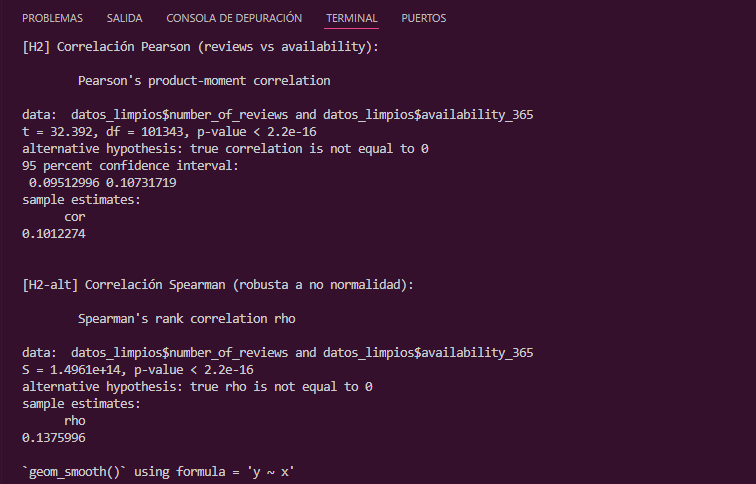 PROBLEMAS SALIDA CONSOLA DE DEPURACIÓN TERMINAL PUERTOS
[H2] Correlación Pearson (reviews vs availability):
Pearson's product-moment correlation
data:  datos_limpios$number_of_reviews and datos_limpios$availability_365
t = 32.392, df = 101343, p-value < 2.2e-16
alternative hypothesis: true correlation is not equal to 0
95 percent confidence interval:
 0.09512996 0.10731719
sample estimates:
      cor
0.1012274
[H2-alt] Correlación Spearman (robusta a no normalidad):
Spearman's rank correlation rho
data:  datos_limpios$number_of_reviews and datos_limpios$availability_365
S = 1.4961e+14, p-value < 2.2e-16
alternative hypothesis: true rho is not equal to 0
sample estimates:
      rho
0.1375996
`geom_smooth()` using formula = 'y ~ x'